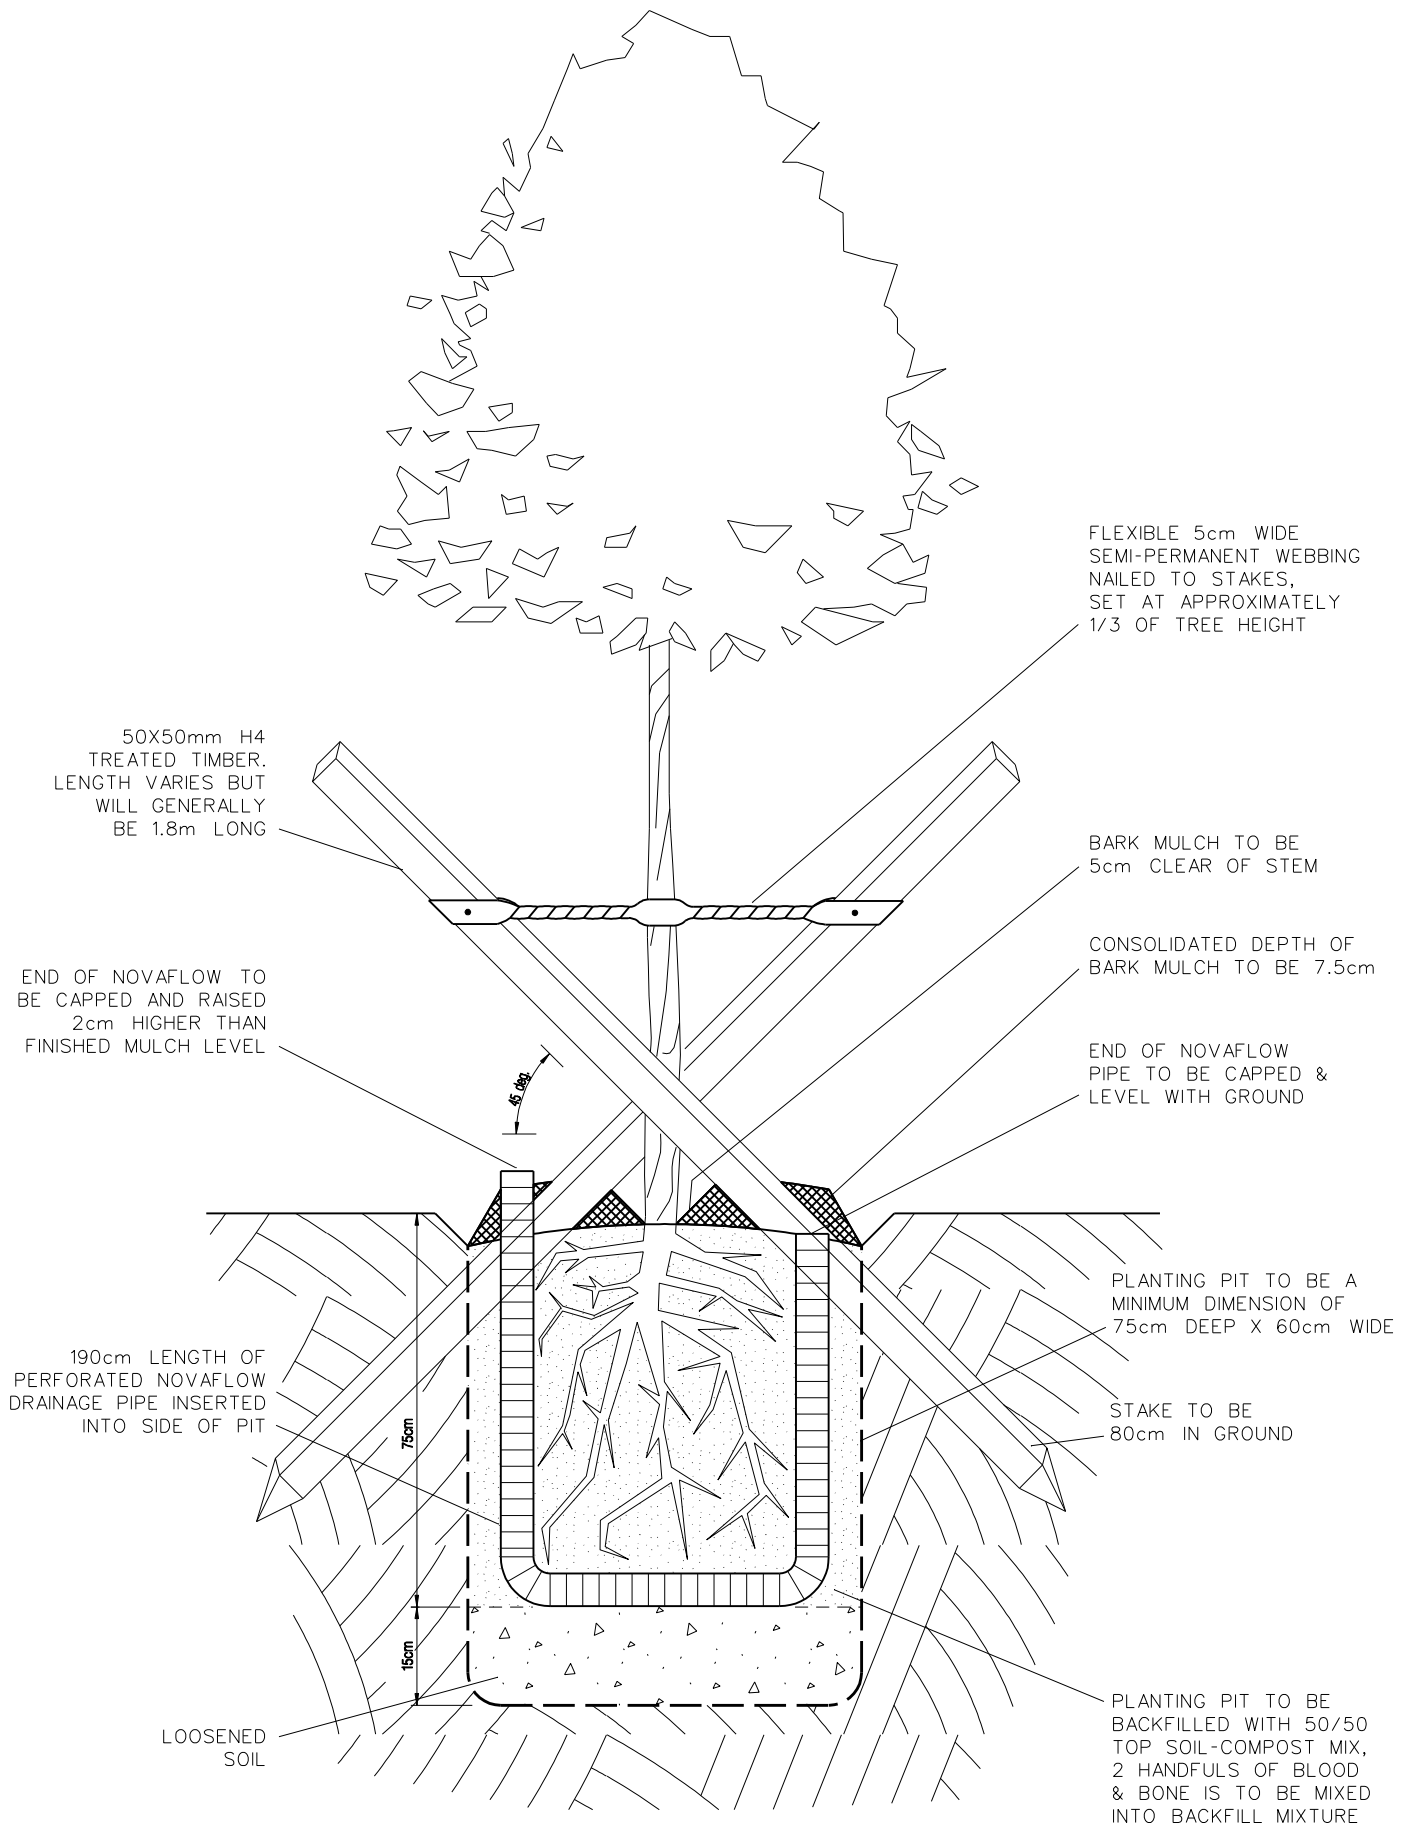 FLEXIBLE 5cm WIDE
SEMI-PERMANENT WEBBING
NAILED TO STAKES,
SET AT APPROXIMATELY
1/3 OF TREE HEIGHT
50X50mm H4
TREATED TIMBER.
LENGTH VARIES BUT
WILL GENERALLY
BE 1.8m LONG
BARK MULCH TO BE
5cm CLEAR OF STEM
CONSOLIDATED DEPTH OF
BARK MULCH TO BE 7.5cm
END OF NOVAFLOW TO
BE CAPPED AND RAISED
2cm HIGHER THAN
FINISHED MULCH LEVEL
END OF NOVAFLOW
PIPE TO BE CAPPED &
LEVEL WITH GROUND
45 deg.
PLANTING PIT TO BE A
MINIMUM DIMENSION OF
75cm DEEP X 60cm WIDE
190cm LENGTH OF
PERFORATED NOVAFLOW
DRAINAGE PIPE INSERTED
INTO SIDE OF PIT
75cm
STAKE TO BE
80cm IN GROUND
15cm
LOOSENED
SOIL
PLANTING PIT TO BE
BACKFILLED WITH 50/50
TOP SOIL-COMPOST MIX,
2 HANDFULS OF BLOOD
& BONE IS TO BE MIXED
INTO BACKFILL MIXTURE